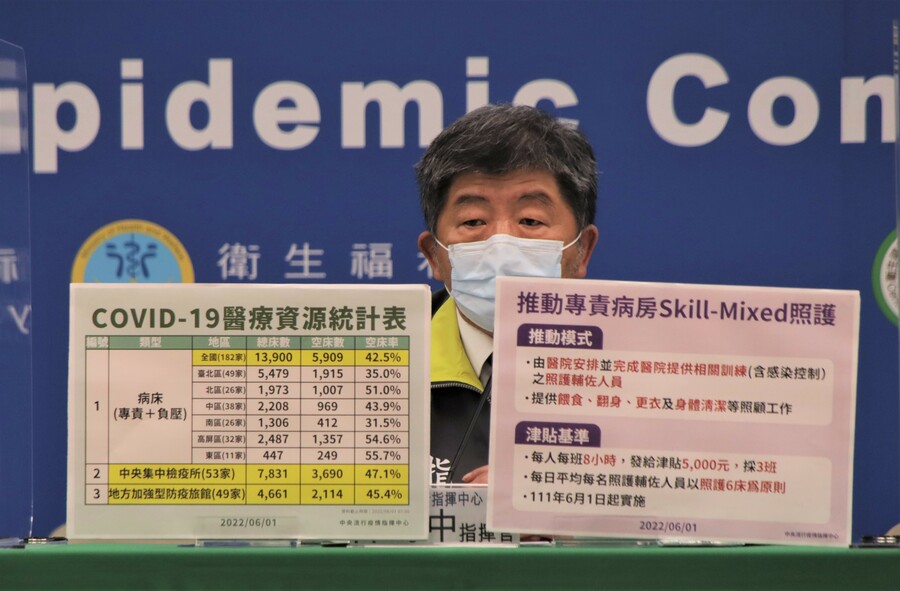 pidemic Con
Ministry of Health and Welfare
衛生福
COVID-19醫療資源統計表
編號 類型 地區 總床數 空床數 空床率
1 病床(專責+負壓) 全國(182家) 13,900 5,909 42.5%
臺北區(49家) 5,479 1,915 35.0%
北區(26家) 1,973 1,007 51.0%
中區(38家) 2,208 969 43.9%
南區(26家) 1,306 412 31.5%
高屏區(32家) 2,487 1,357 54.6%
東區(11家) 447 249 55.7%
2 中央集中檢疫所(53家) 7,831 3,690 47.1%
3 地方加強型防疫旅館(49家) 4,661 2,114 45.4%
2022/06/01
中央流行疫情指揮中心
推動專責病房Skill-Mixed照護
推動模式
・由醫院安排並完成醫院提供相關訓練(含感染控制)
之照護輔佐人員
・提供餵食、翻身、更衣及身體清潔等照顧工作
津貼基準
・每人每班8小時,發給津貼5,000元,採3班
・每日平均每名照護輔佐人員以照護6床為原則
・111年6月1日起實施
2022/06/01
中央流行疫情指揮中心
指揮中心
中 指揮官